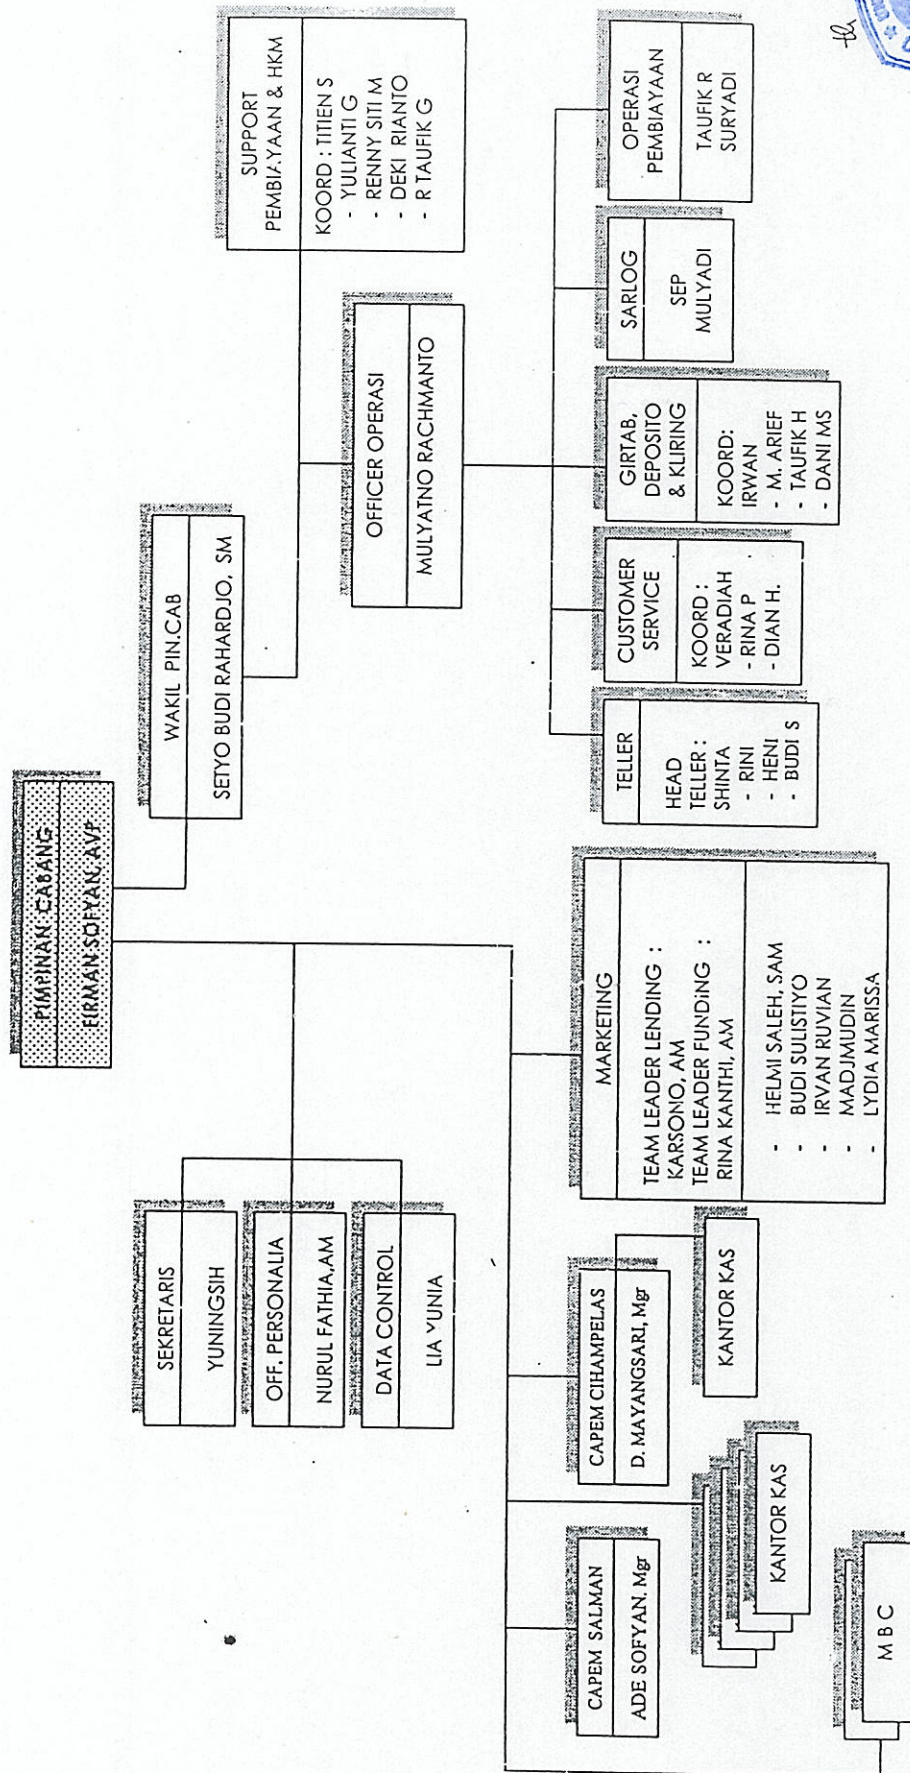 PIMPINAN CABANG
FIRMAN SOFYAN, AVP
WAKIL PIN.CAB
SETYO BUDI RAHARDJO, SM
SEKRETARIS
YUNINGSIH
OFF. PERSONALIA
NURUL FATHIA,AM
DATA CONTROL
LIA YUNIA
SUPPORT
PEMBIAYAAN & HKM
KOORD : TITIEN S
- YULIANTI G
- RENNY SITI M
- DEKI RIANTO
- R TAUFIK G
OFFICER OPERASI
MULYATNO RACHMANTO
CAPEM SALMAN
ADE SOFYAN. Mgr
CAPEM CIHAMPELAS
D. MAYANGSARI, Mgr
KANTOR KAS
KANTOR KAS
M B C
MARKETING
TEAM LEADER LENDING :
KARSONO, AM
TEAM LEADER FUNDING :
RINA KANTHI, AM
- HELMI SALEH, SAM
- BUDI SULISTIYO
- IRVAN RUVIAN
- MADJMUDIN
- LYDIA MARISSA
TELLER
HEAD
TELLER :
SHINTA
- RINI
- HENI
- BUDI S
CUSTOMER
SERVICE
KOORD :
VERADIAH
- RINA P
- DIAN H.
GIRTAB,
DEPOSITO
& KLIRING
KOORD:
IRWAN
- M. ARIEF
- TAUFIK H
- DANI MS
SARLOG
SEP
MULYADI
OPERASI
PEMBIAYAAN
TAUFIK R
SURYADI